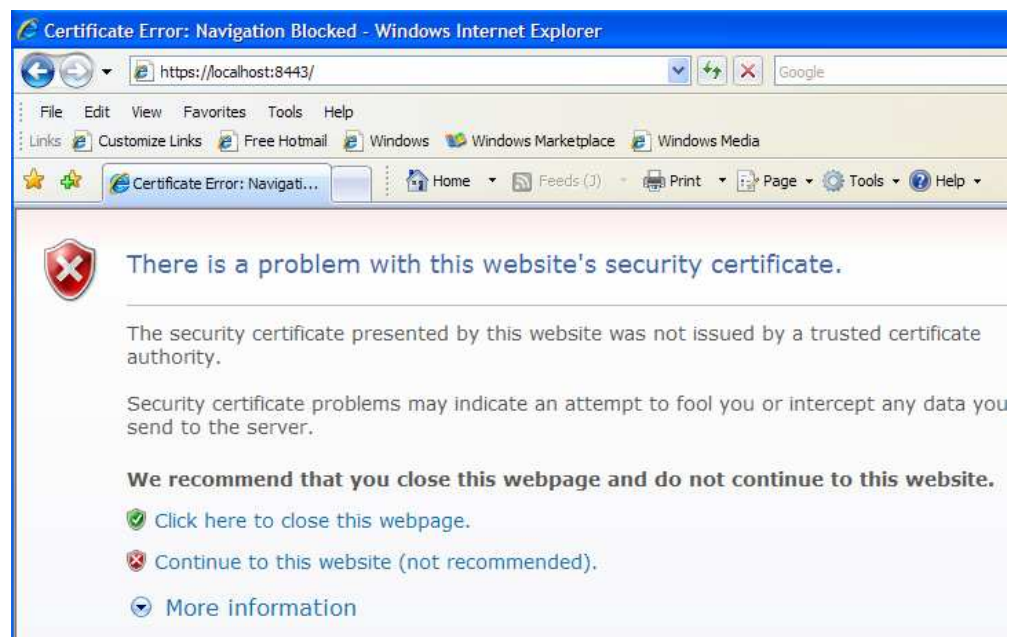 Certificate Error: Navigation Blocked - Windows Internet Explorer
https://localhost:8443/ Google
File Edit View Favorites Tools Help
Links Customize Links Free Hotmail Windows Windows Marketplace Windows Media
Certificate Error: Navigati... Home Feeds (J) Print Page Tools Help
There is a problem with this website's security certificate.
The security certificate presented by this website was not issued by a trusted certificate
authority.
Security certificate problems may indicate an attempt to fool you or intercept any data you
send to the server.
We recommend that you close this webpage and do not continue to this website.
Click here to close this webpage.
Continue to this website (not recommended).
More information